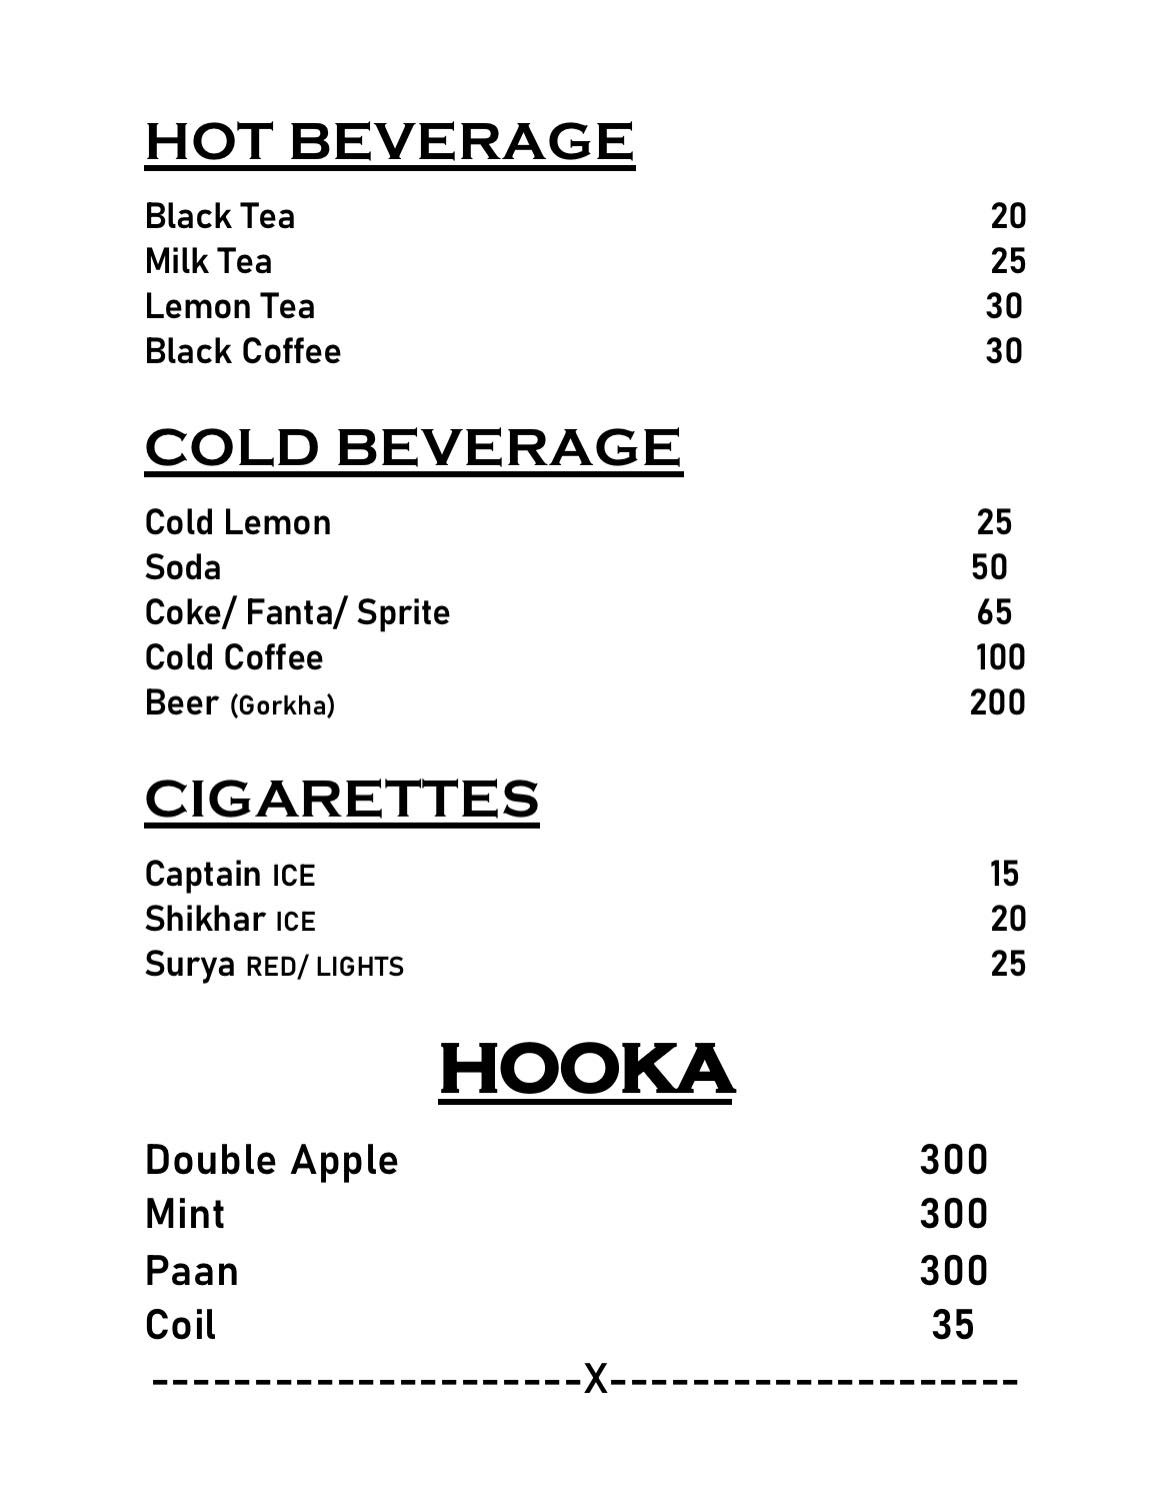 HOT BEVERAGE
Black Tea 20
Milk Tea 25
Lemon Tea 30
Black Coffee 30
COLD BEVERAGE
Cold Lemon 25
Soda 50
Coke/ Fanta/ Sprite 65
Cold Coffee 100
Beer (Gorkha) 200
CIGARETTES
Captain ICE 15
Shikhar ICE 20
Surya RED/ LIGHTS 25
HOOKA
Double Apple 300
Mint 300
Paan 300
Coil 35
---------------------X--------------------